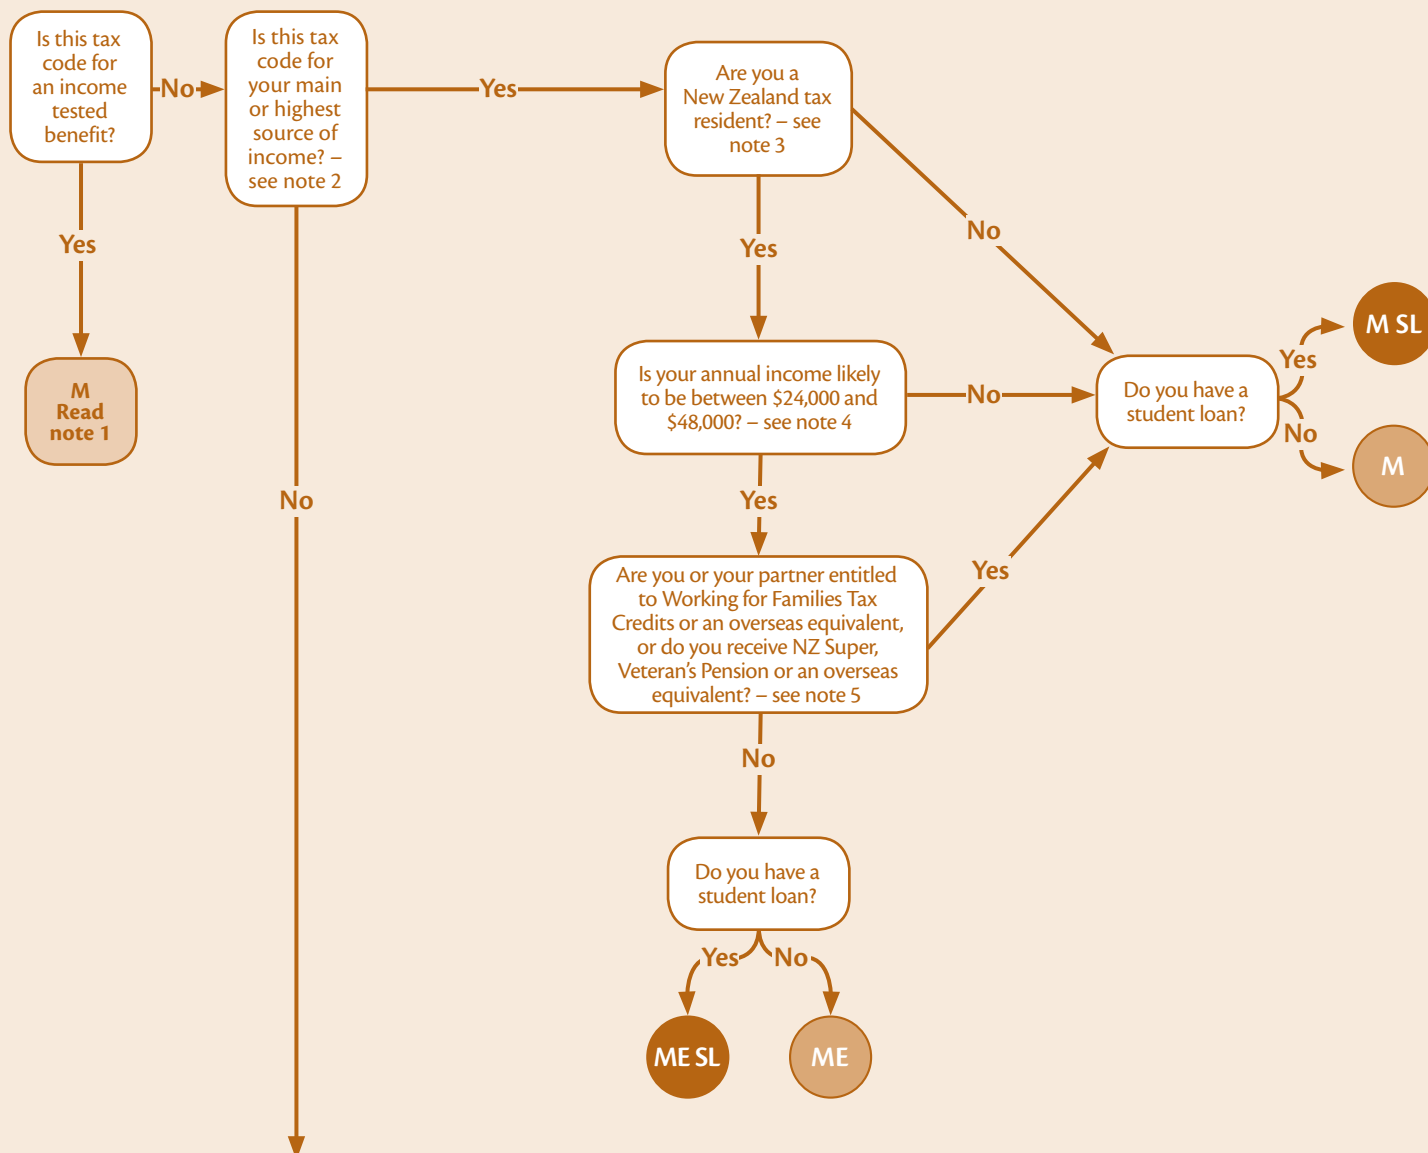 Is this tax
code for
an income
tested
benefit?
No
Is this tax
code for
your main
or highest
source of
income? –
see note 2
Yes
Are you a
New Zealand tax
resident? – see
note 3
Yes
No
Yes
M
Read
note 1
No
Is your annual income likely
to be between $24,000 and
$48,000? – see note 4
No
Do you have a
student loan?
Yes
M SL
No
M
Yes
Are you or your partner entitled
to Working for Families Tax
Credits or an overseas equivalent,
or do you receive NZ Super,
Veteran's Pension or an overseas
equivalent? – see note 5
Yes
No
Do you have a
student loan?
Yes
No
ME SL
ME